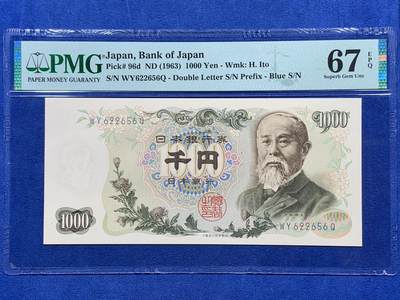 PMG
PAPER MONEY GUARANTY
Japan, Bank of Japan
Pick# 96d ND (1963) 1000 Yen - Wmk: H. Ito
S/N WY622656Q - Double Letter S/N Prefix - Blue S/N
67 EPQ
Superb Gem Unc
WY622656Q
1000
日本銀行券
千円
日本銀行
1000
WY622656Q